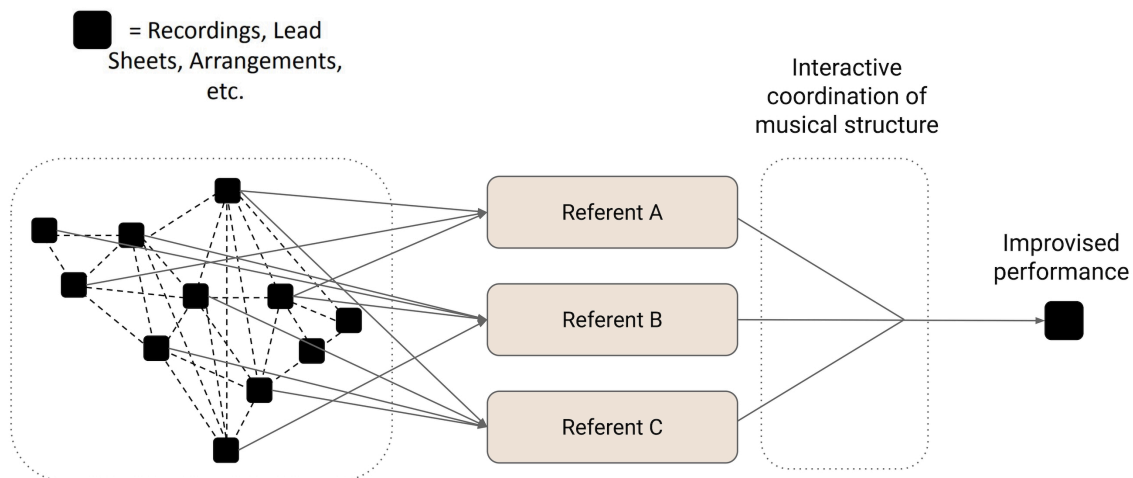 = Recordings, Lead
Sheets, Arrangements,
etc.
Interactive
coordination of
musical structure
Referent A
Referent B
Referent C
Improvised
performance